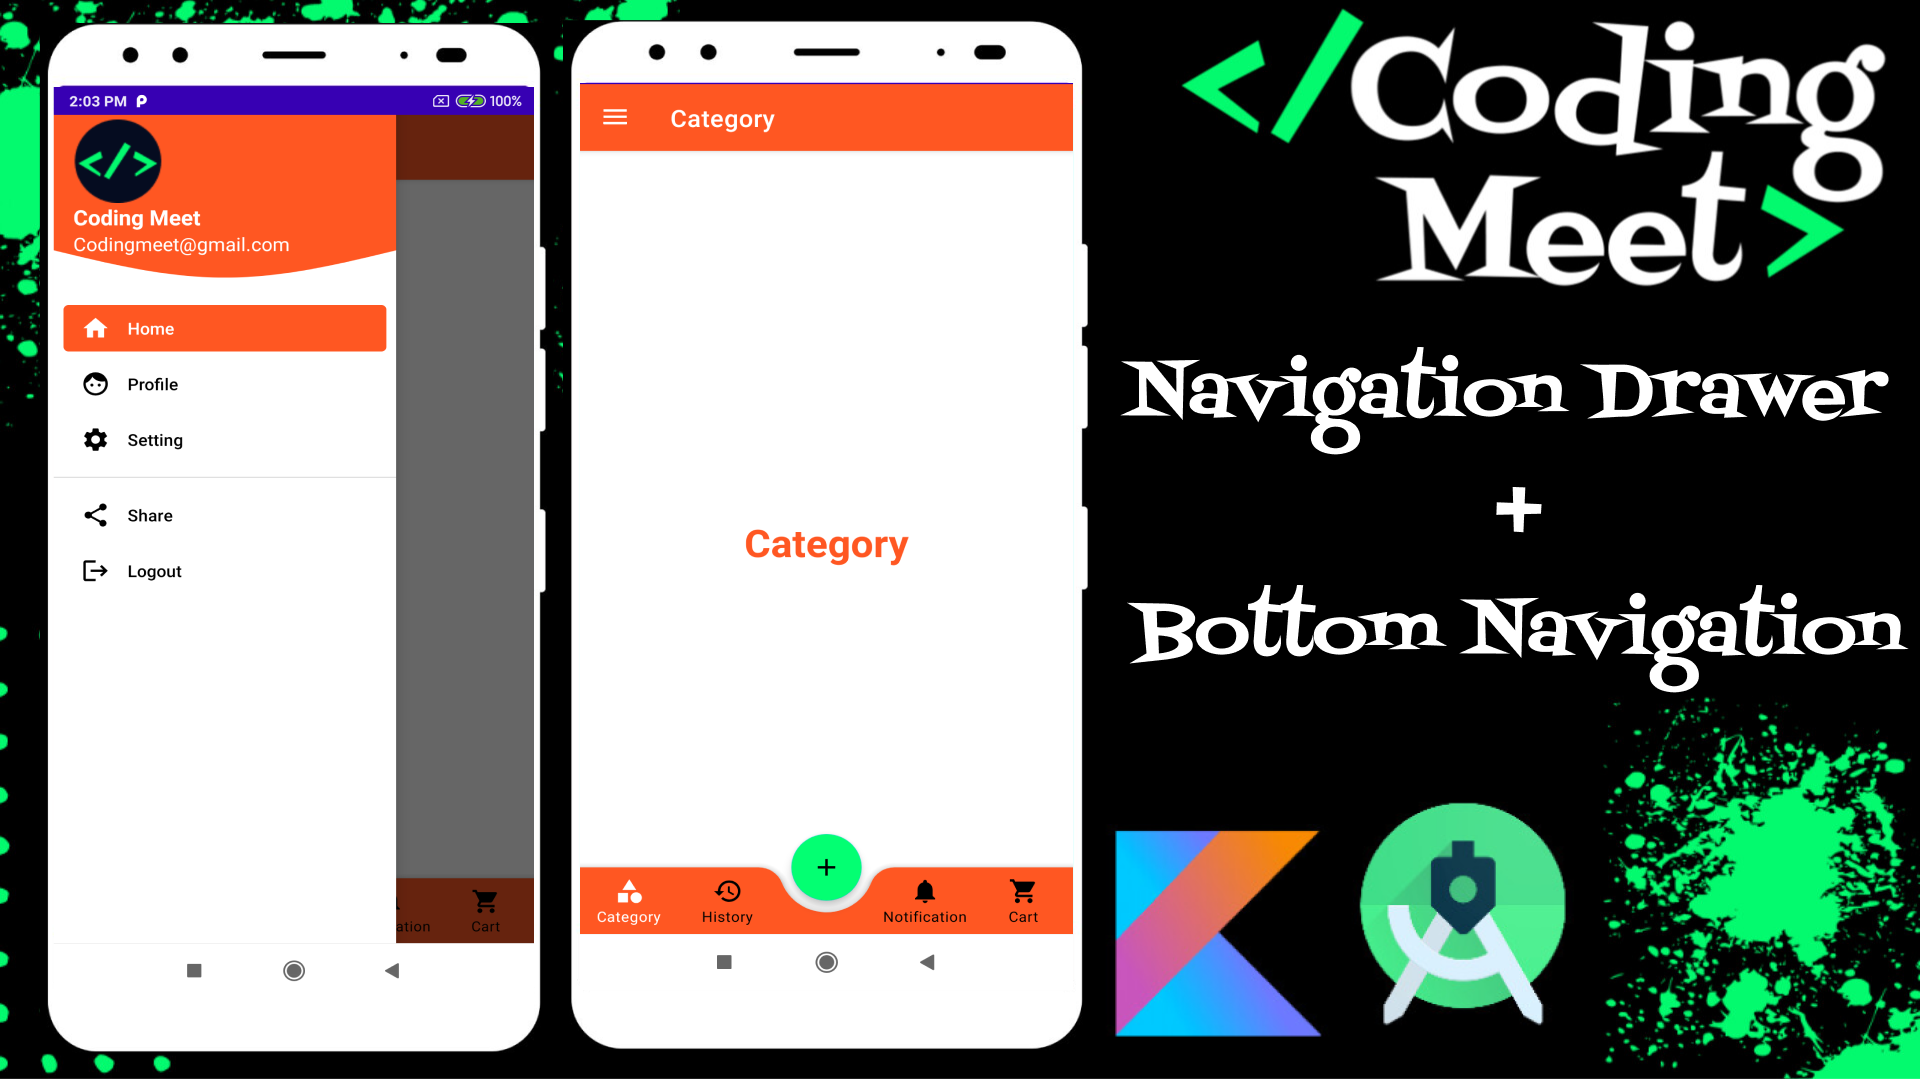 2:03 PM
100%
</>
Coding Meet
Codingmeet@gmail.com
Home
Profile
Setting
Share
Logout
ation
Cart
Category
Category
+
Category
History
Notification
Cart
</Coding
Meet>
Navigation Drawer
+
Bottom Navigation